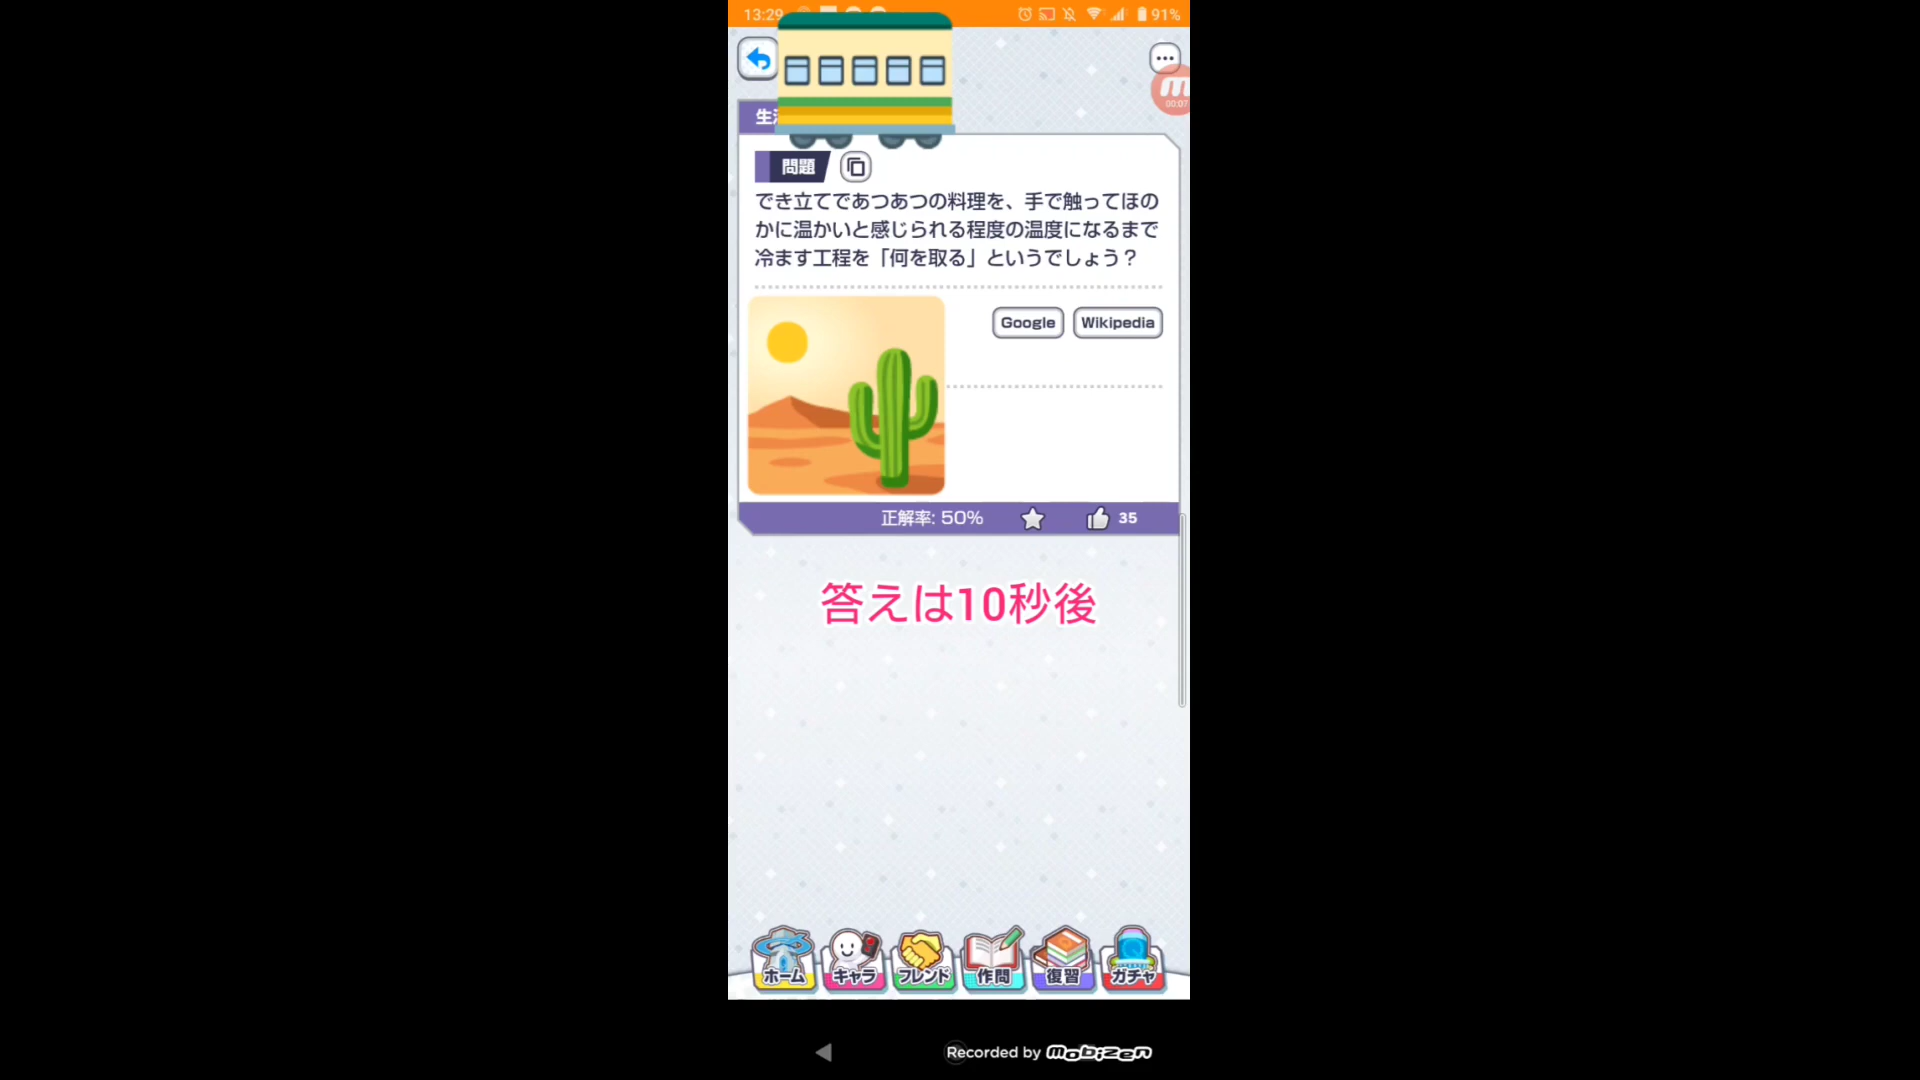 13:29
91%
00:07
生
問題
でき立てであつあつの料理を、手で触ってほの
かに温かいと感じられる程度の温度になるまで
冷ます工程を「何を取る」というでしょう？
Google
Wikipedia
正解率: 50%
35
答えは10秒後
ホーム
キャラ
フレンド
作問
復習
ガチャ
Recorded by mobizen